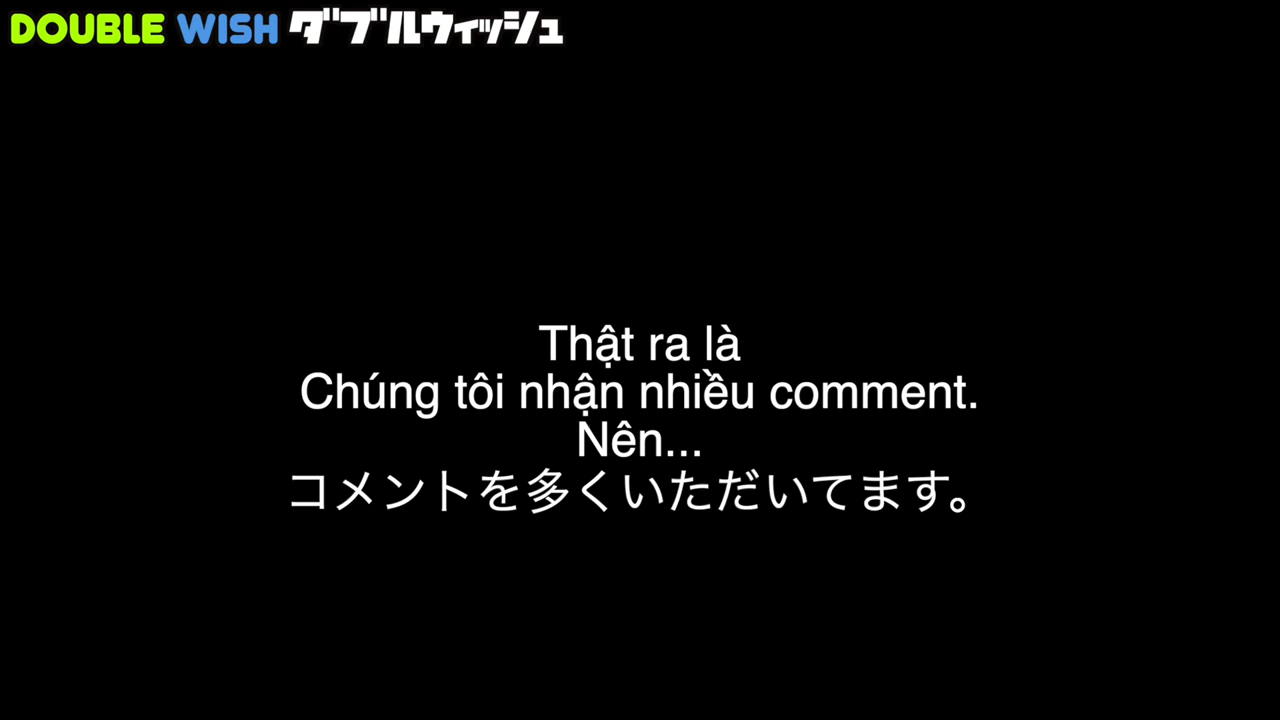 DOUBLE WISH ダブルウィッシュ
Thật ra là
Chúng tôi nhận nhiều comment.
Nên...
コメントを多くいただいてます。